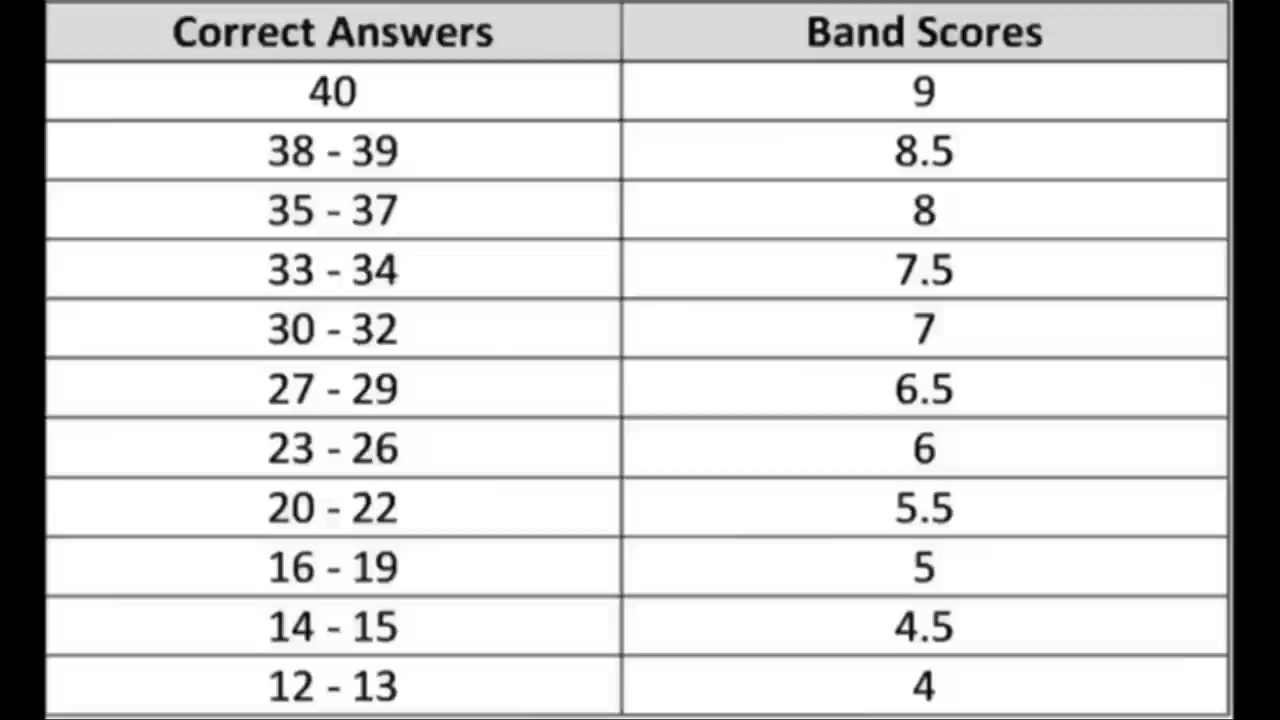 Correct Answers Band Scores
40 9
38 - 39 8.5
35 - 37 8
33 - 34 7.5
30 - 32 7
27 - 29 6.5
23 - 26 6
20 - 22 5.5
16 - 19 5
14 - 15 4.5
12 - 13 4